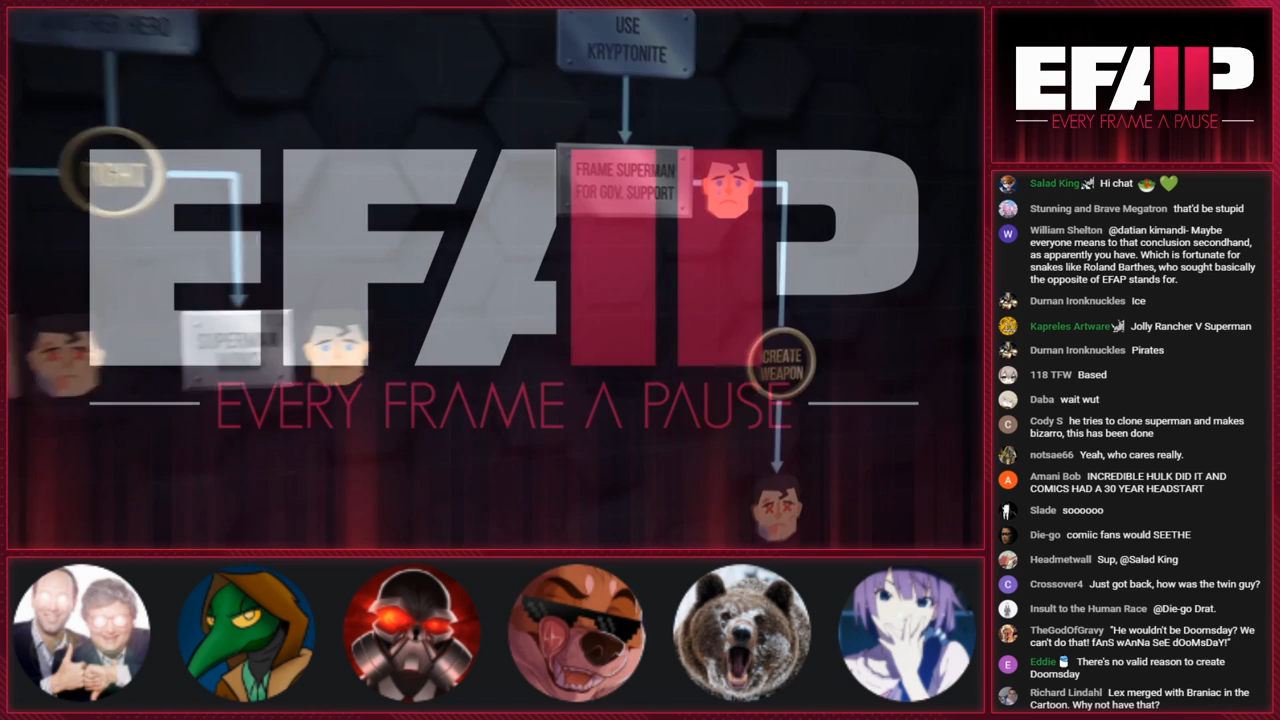 USE
KRYPTONITE
FRAME SUPERMAN
FOR GOV. SUPPORT
EFAP
EVERY FRAME A PAUSE
CREATE
WEAPON
EFAP
EVERY FRAME A PAUSE
Salad King Hi chat
Stunning and Brave Megatron that'd be stupid
William Shelton @datian kimandi- Maybe
everyone means to that conclusion secondhand,
as apparently you have. Which is fortunate for
snakes like Roland Barthes, who sought basically
the opposite of EFAP stands for.
Durnan Ironknuckles Ice
Kapreles Artware Jolly Rancher V Superman
Durnan Ironknuckles Pirates
118 TFW Based
Daba wait wut
Cody S he tries to clone superman and makes
bizarro, this has been done
notsae66 Yeah, who cares really.
Amani Bob INCREDIBLE HULK DID IT AND
COMICS HAD A 30 YEAR HEADSTART
Slade soooooo
Die-go comiic fans would SEETHE
Headmetwall Sup, @Salad King
Crossover4 Just got back, how was the twin guy?
Insult to the Human Race @Die-go Drat.
TheGodOfGravy "He wouldn't be Doomsday? We
can't do that! fAnS wAnNa SeE dOoMsDaY!"
Eddie There's no valid reason to create
Doomsday
Richard Lindahl Lex merged with Braniac in the
Cartoon. Why not have that?